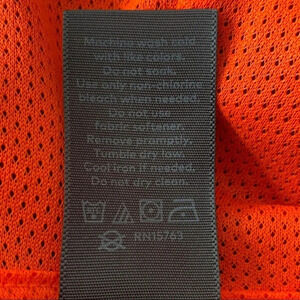 Machine wash cold
with like colors.
Do not soak.
Use only non-chlorine
bleach when needed.
Do not use
fabric softener.
Remove promptly.
Tumble dry low.
Cool iron if needed.
Do not dry clean.
RN15763